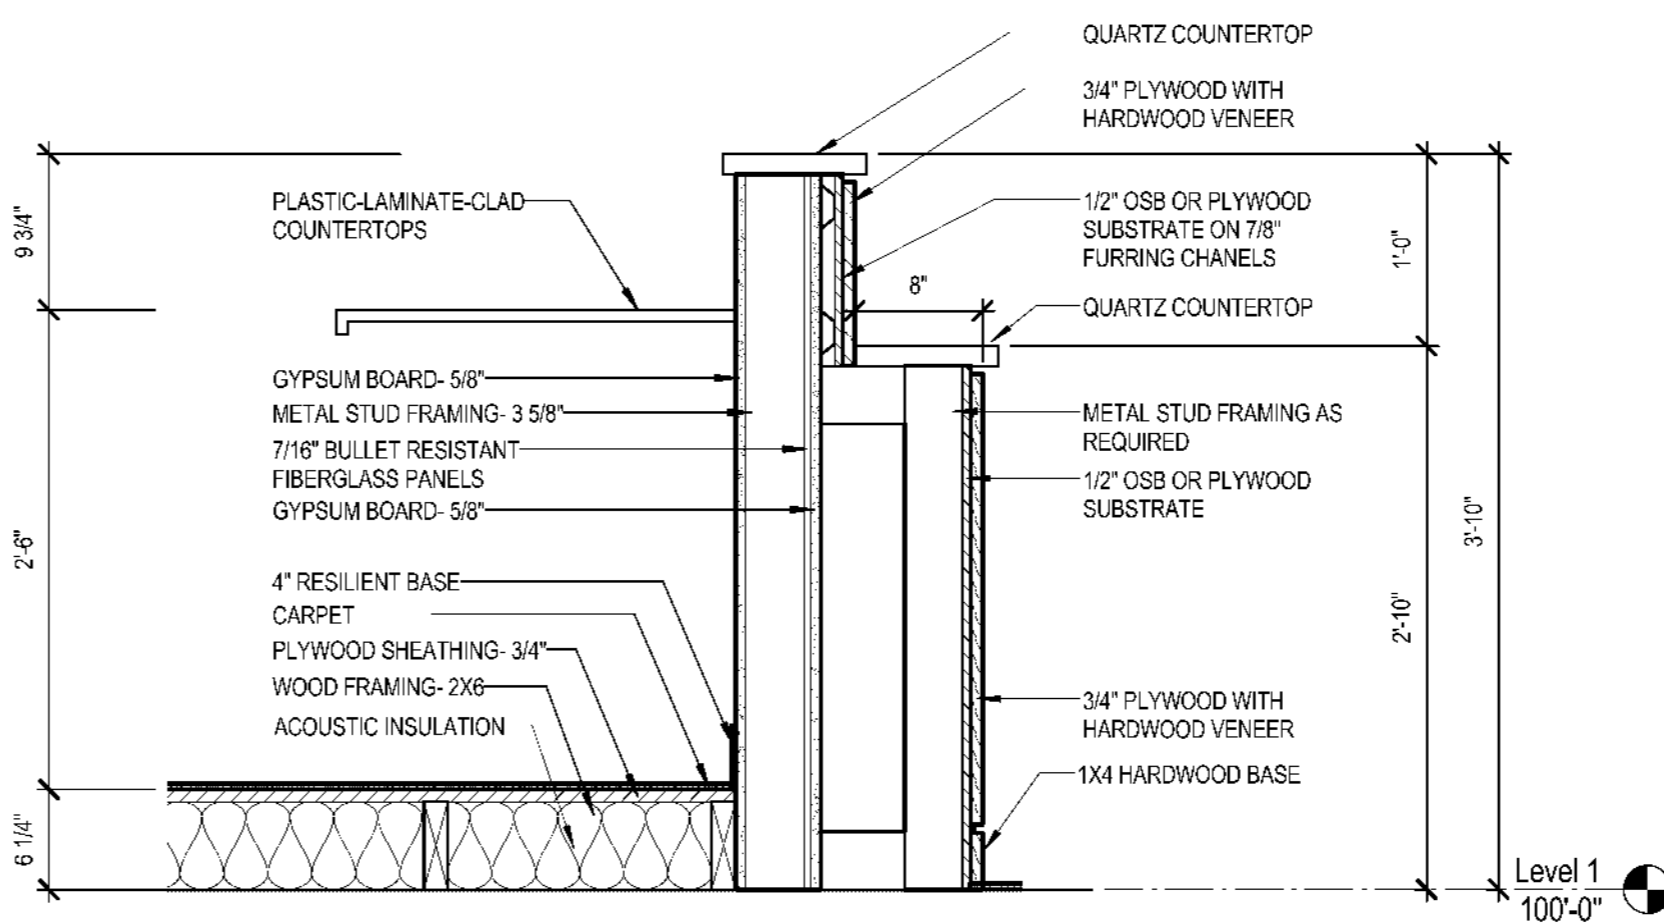 QUARTZ COUNTERTOP
3/4" PLYWOOD WITH
HARDWOOD VENEER
PLASTIC-LAMINATE-CLAD
COUNTERTOPS
1/2" OSB OR PLYWOOD
SUBSTRATE ON 7/8"
FURRING CHANELS
9 3/4"
1'-0"
8"
QUARTZ COUNTERTOP
GYPSUM BOARD- 5/8"
METAL STUD FRAMING- 3 5/8"
7/16" BULLET RESISTANT
FIBERGLASS PANELS
GYPSUM BOARD- 5/8"
METAL STUD FRAMING AS
REQUIRED
1/2" OSB OR PLYWOOD
SUBSTRATE
2'-6"
3'-10"
2'-10"
4" RESILIENT BASE
CARPET
PLYWOOD SHEATHING- 3/4"
WOOD FRAMING- 2X6
ACOUSTIC INSULATION
3/4" PLYWOOD WITH
HARDWOOD VENEER
1X4 HARDWOOD BASE
6 1/4"
Level 1
100'-0"